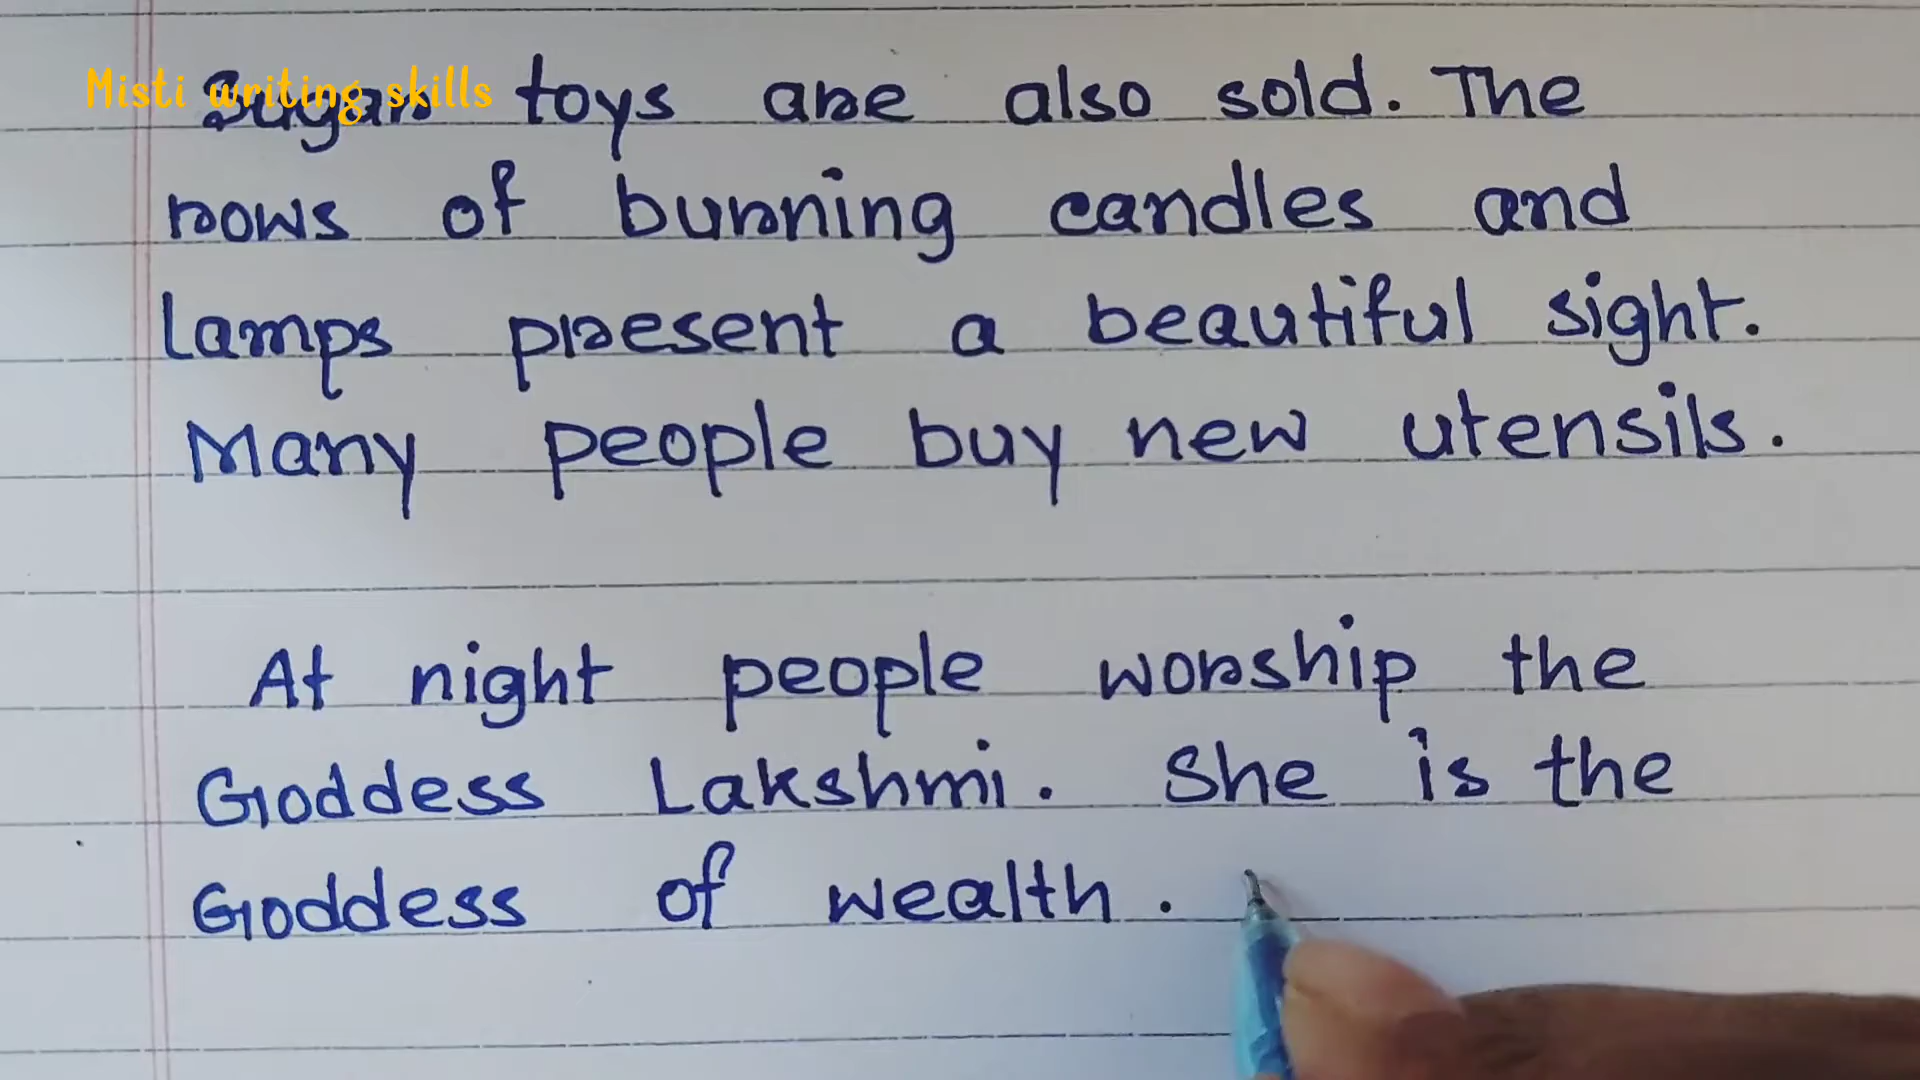 Misti writing skills
Sugar toys are also sold. The
rows of burning candles and
lamps present a beautiful sight.
Many people buy new utensils.
At night people worship the
Goddess Lakshmi. She is the
Goddess of wealth.